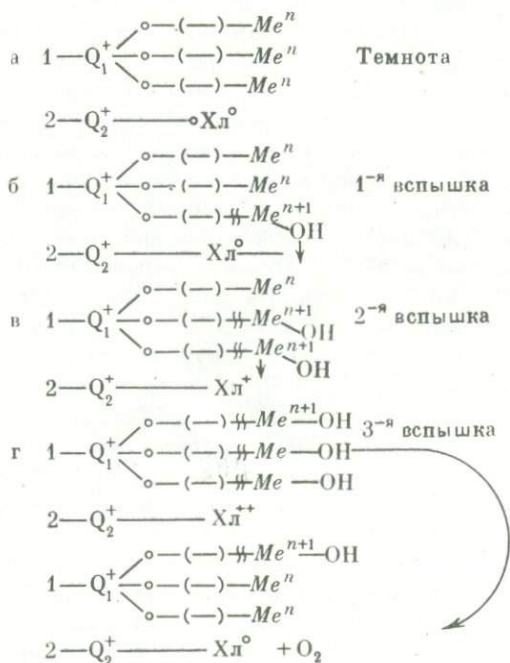 o—(—)—Meⁿ
а 1—Q₁⁺—o—(—)—Meⁿ Темнота
o—(—)—Meⁿ
2—Q₂⁺———oХл°
o—(—)—Meⁿ
б 1—Q₁⁺—o—(—)—Meⁿ 1-я вспышка
o—(—)—Meⁿ⁺¹
OH
2—Q₂⁺———Хл°
o—(—)—Meⁿ
в 1—Q₁⁺—o—(—)—Meⁿ⁺¹ 2-я вспышка
OH
o—(—)—Meⁿ⁺¹
OH
2—Q₂⁺———Хл⁺
o—(—)—Meⁿ⁺¹—OH 3-я вспышка
г 1—Q₁⁺—o—(—)—Me—OH
o—(—)—Me—OH
2—Q₂⁺———Хл⁺⁺
o—(—)—Meⁿ⁺¹—OH
1—Q₁⁺—o—(—)—Meⁿ
o—(—)—Meⁿ
2—Q₂⁺———Хл° +O₂